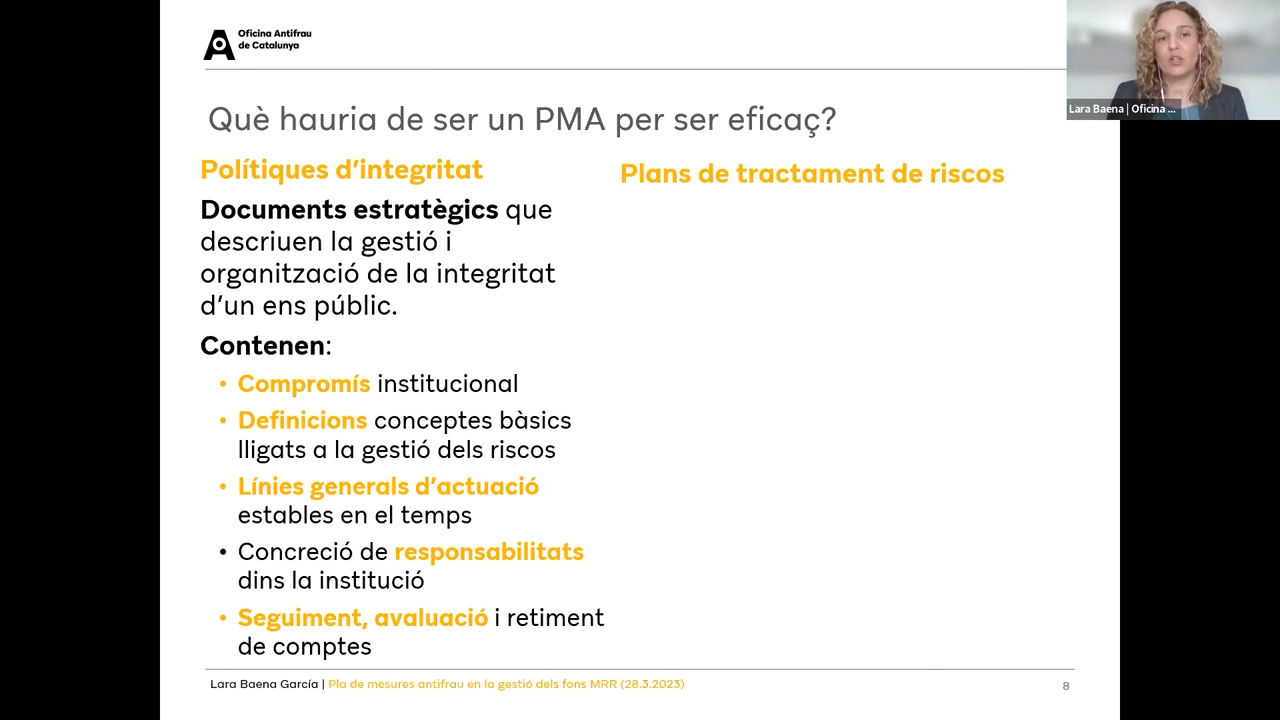 Oficina Antifrau
de Catalunya
Lara Baena | Oficina ...
Què hauria de ser un PMA per ser eficaç?
Polítiques d'integritat
Documents estratègics que
descriuen la gestió i
organització de la integritat
d'un ens públic.
Contenen:
• Compromís institucional
• Definicions conceptes bàsics
lligats a la gestió dels riscos
• Línies generals d'actuació
estables en el temps
• Concreció de responsabilitats
dins la institució
• Seguiment, avaluació i retiment
de comptes
Plans de tractament de riscos
Lara Baena García | Pla de mesures antifrau en la gestió dels fons MRR (28.3.2023)
8